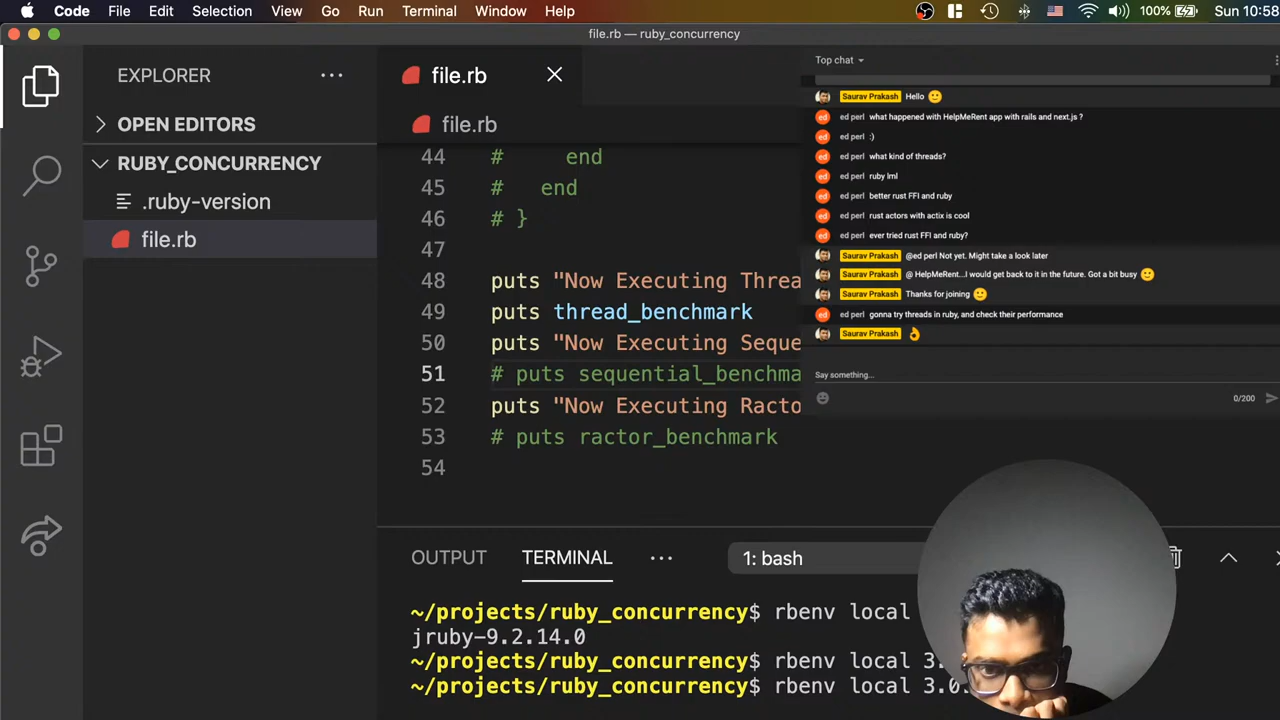 Code File Edit Selection View Go Run Terminal Window Help 100% Sun 10:58
file.rb — ruby_concurrency
EXPLORER
OPEN EDITORS
RUBY_CONCURRENCY
.ruby-version
file.rb
file.rb
file.rb
44 # end
45 # end
46 # }
47
48 puts "Now Executing Threa
49 puts thread_benchmark
50 puts "Now Executing Seque
51 # puts sequential_benchma
52 puts "Now Executing Racto
53 # puts ractor_benchmark
54
Top chat
Saurav Prakash Hello 🙂
ed ed perl what happened with HelpMeRent app with rails and next.js ?
ed ed perl :)
ed ed perl what kind of threads?
ed ed perl ruby lml
ed ed perl better rust FFI and ruby
ed ed perl rust actors with actix is cool
ed ed perl ever tried rust FFI and ruby?
Saurav Prakash @ed perl Not yet. Might take a look later
Saurav Prakash @ HelpMeRent...I would get back to it in the future. Got a bit busy 🙂
Saurav Prakash Thanks for joining 🙂
ed ed perl gonna try threads in ruby, and check their performance
Saurav Prakash 👌
Say something...
0/200
OUTPUT TERMINAL ... 1: bash
~/projects/ruby_concurrency$ rbenv local
jruby-9.2.14.0
~/projects/ruby_concurrency$ rbenv local 3.
~/projects/ruby_concurrency$ rbenv local 3.0.